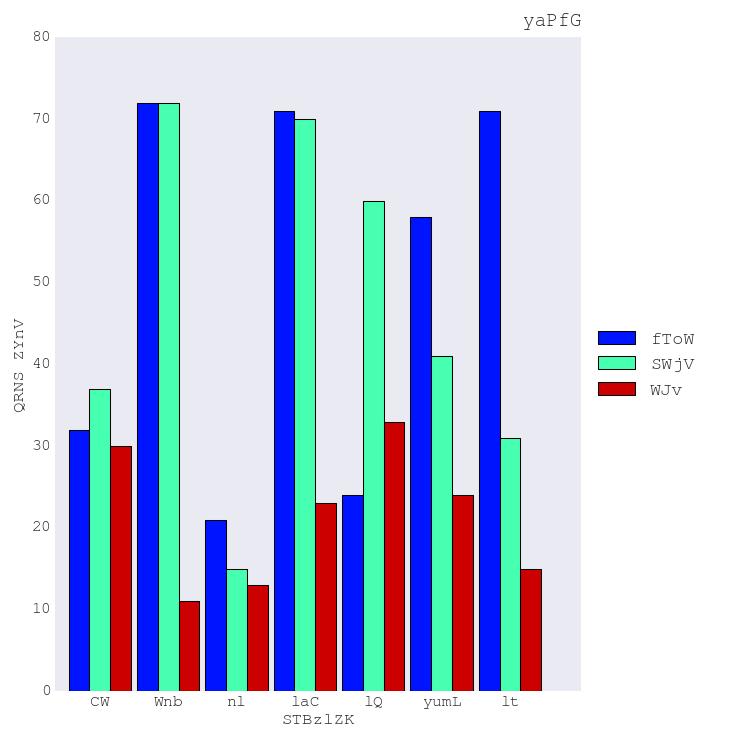 yaPfG
80
70
60
50
40
30
20
10
0
QRNS ZYnV
CW Wnb nl laC lQ yumL lt
STBzlZK
fToW
SWjV
WJv